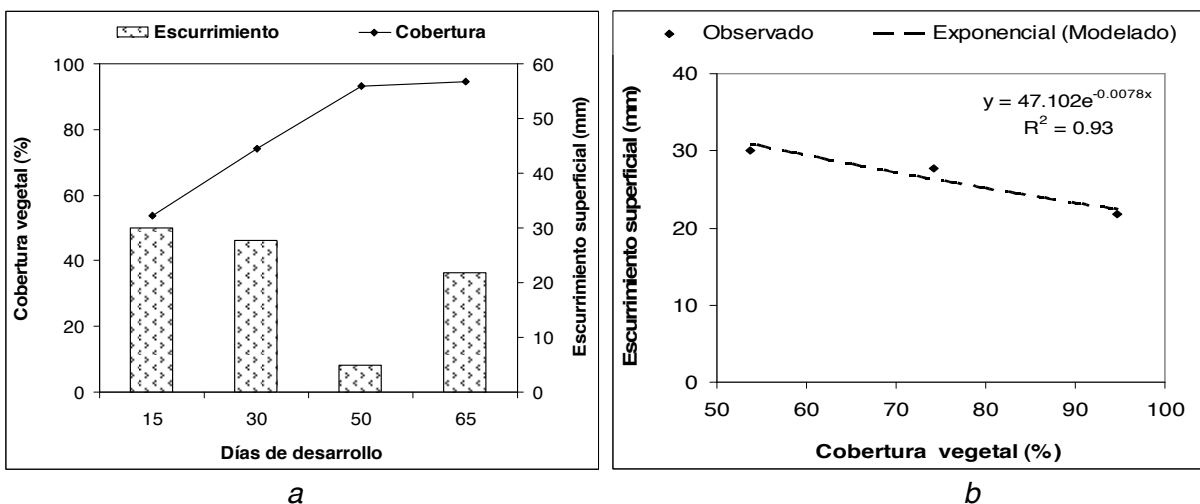 Escurrimiento
Cobertura
100
80
60
40
20
0
Cobertura vegetal (%)
60
50
40
30
20
10
0
Escurrimiento superficial (mm)
15 30 50 65
Días de desarrollo
a
Observado
Exponencial (Modelado)
40
30
20
10
0
Escurrimiento superficial (mm)
y = 47.102e^-0.0078x
R² = 0.93
50 60 70 80 90 100
Cobertura vegetal (%)
b